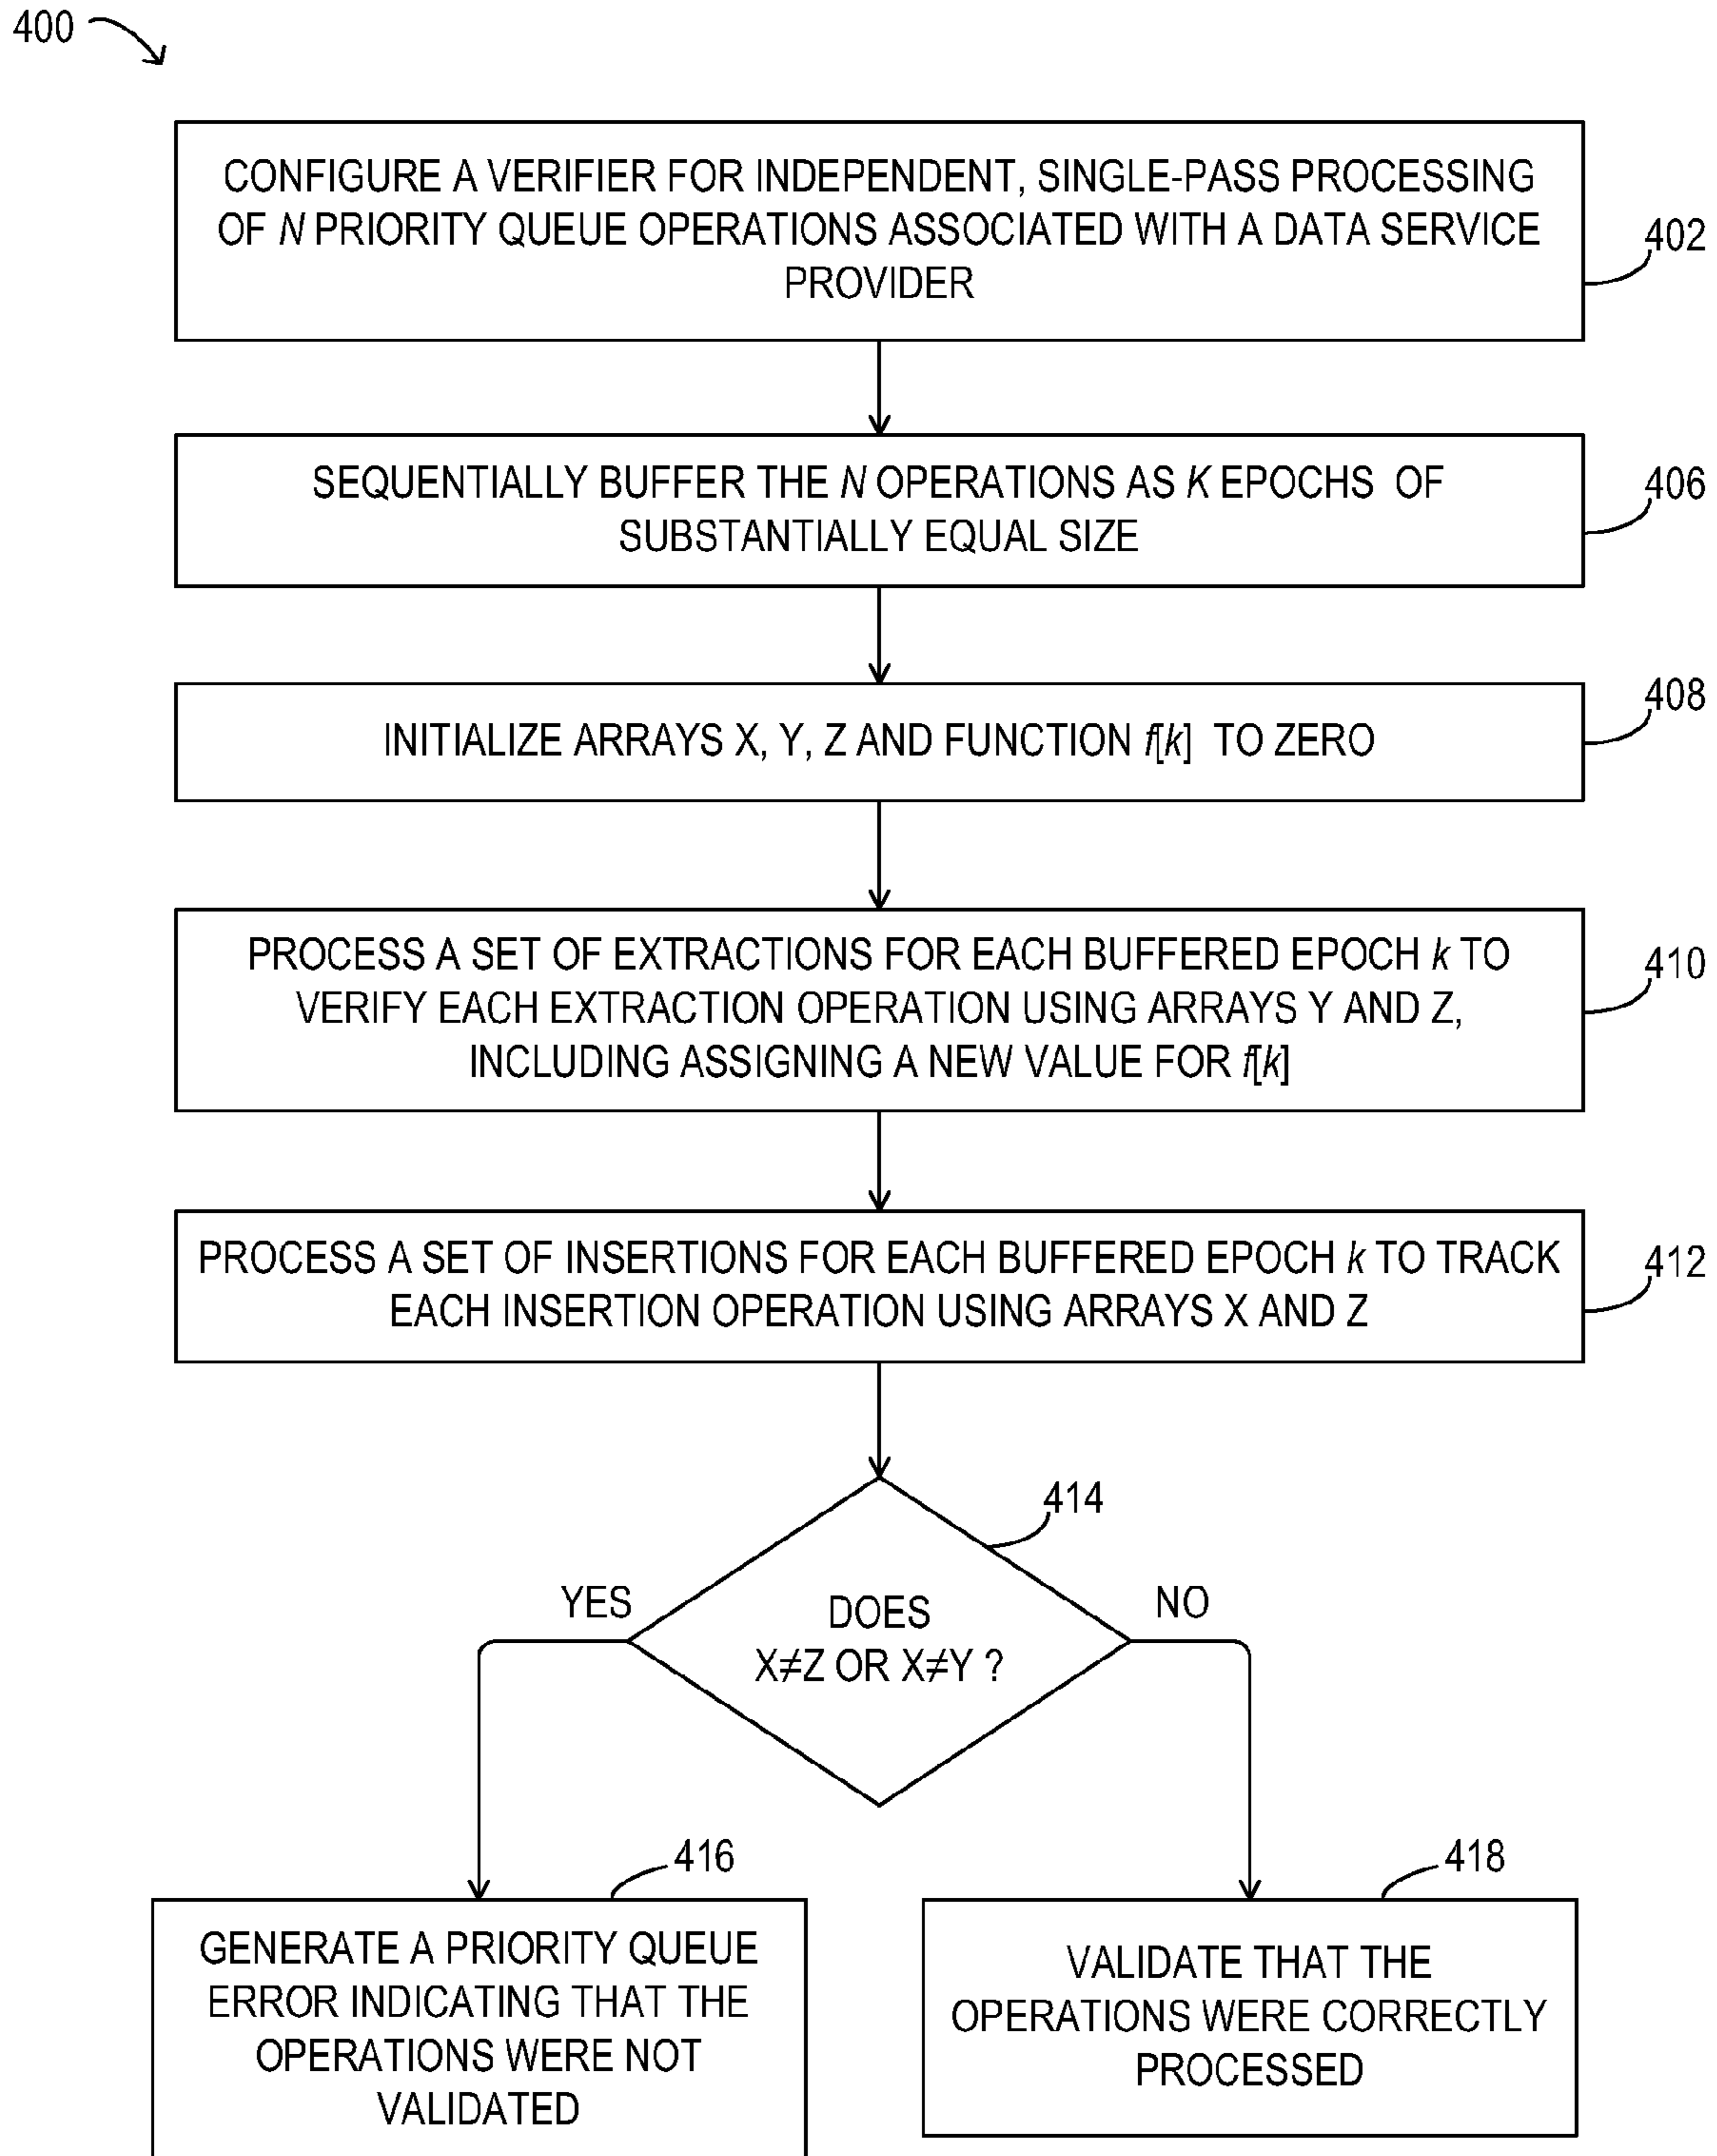 400
CONFIGURE A VERIFIER FOR INDEPENDENT, SINGLE-PASS PROCESSING
OF N PRIORITY QUEUE OPERATIONS ASSOCIATED WITH A DATA SERVICE
PROVIDER
402
SEQUENTIALLY BUFFER THE N OPERATIONS AS K EPOCHS OF
SUBSTANTIALLY EQUAL SIZE
406
INITIALIZE ARRAYS X, Y, Z AND FUNCTION f[k] TO ZERO
408
PROCESS A SET OF EXTRACTIONS FOR EACH BUFFERED EPOCH k TO
VERIFY EACH EXTRACTION OPERATION USING ARRAYS Y AND Z,
INCLUDING ASSIGNING A NEW VALUE FOR f[k]
410
PROCESS A SET OF INSERTIONS FOR EACH BUFFERED EPOCH k TO TRACK
EACH INSERTION OPERATION USING ARRAYS X AND Z
412
414
DOES
X≠Z OR X≠Y ?
YES
NO
416
GENERATE A PRIORITY QUEUE
ERROR INDICATING THAT THE
OPERATIONS WERE NOT
VALIDATED
418
VALIDATE THAT THE
OPERATIONS WERE CORRECTLY
PROCESSED